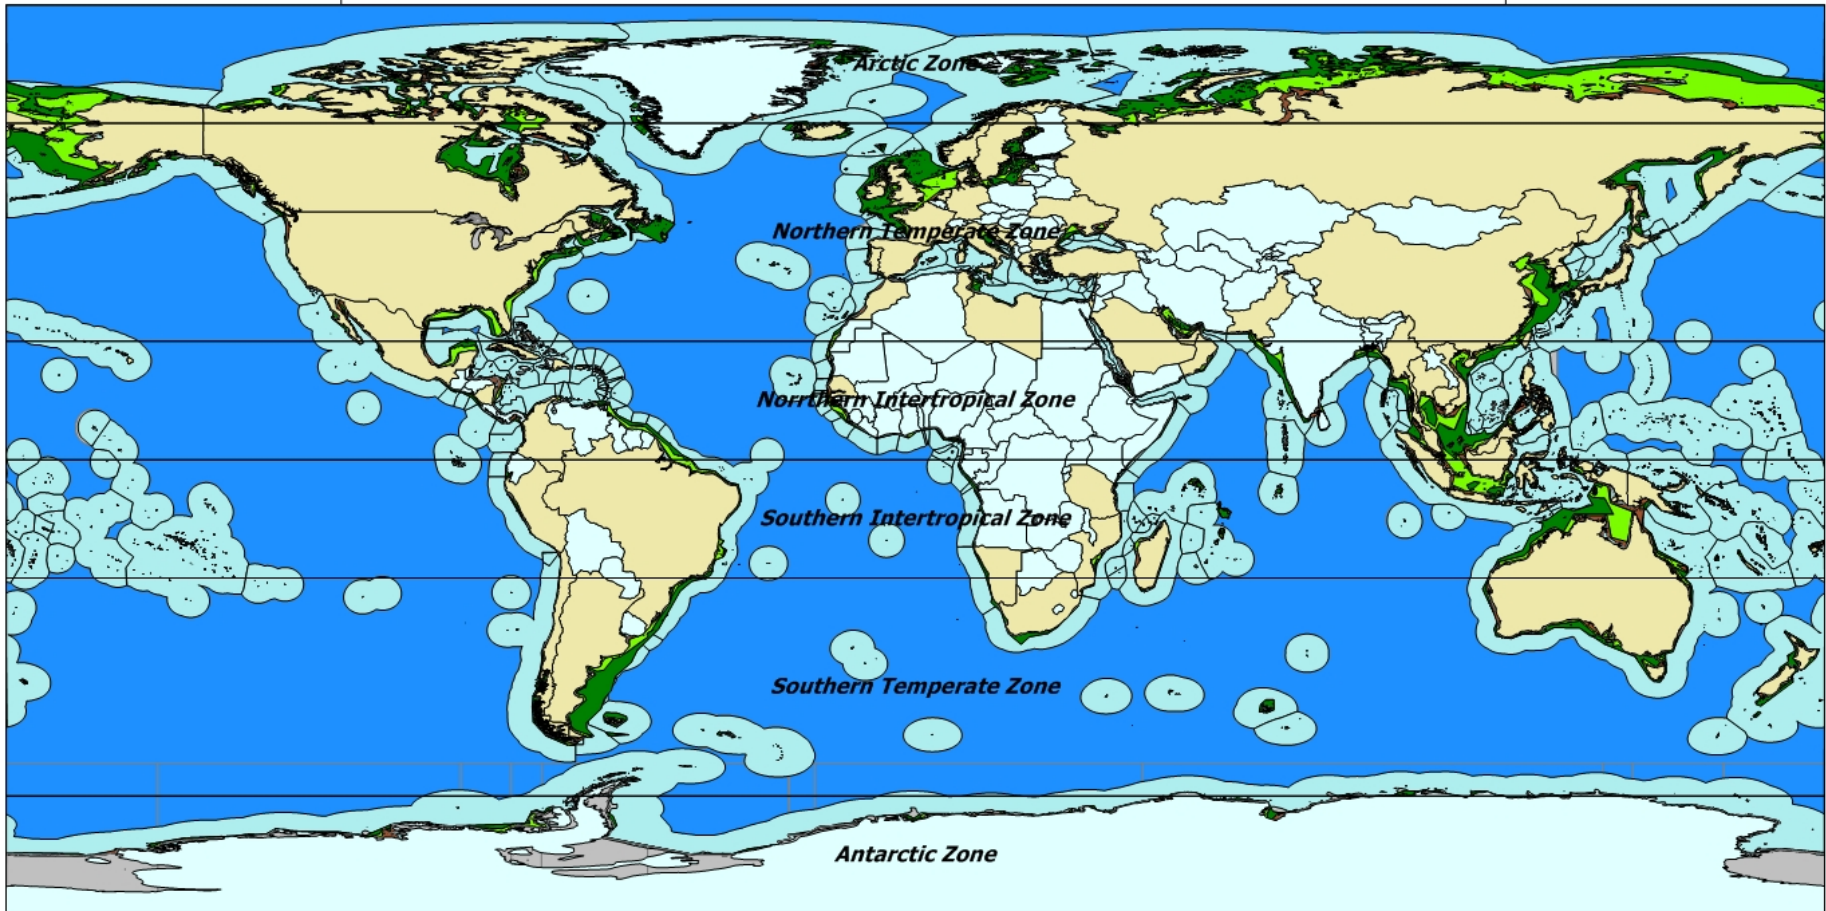 Arctic Zone
Northern Temperate Zone
Norrthern Intertropical Zone
Southern Intertropical Zone
Southern Temperate Zone
Antarctic Zone